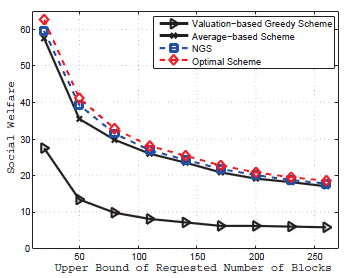 Valuation-based Greedy Scheme
Average-based Scheme
NGS
Optimal Scheme
Social Welfare
60
50
40
30
20
10
0
50 100 150 200 250
Upper Bound of Requested Number of Blocks